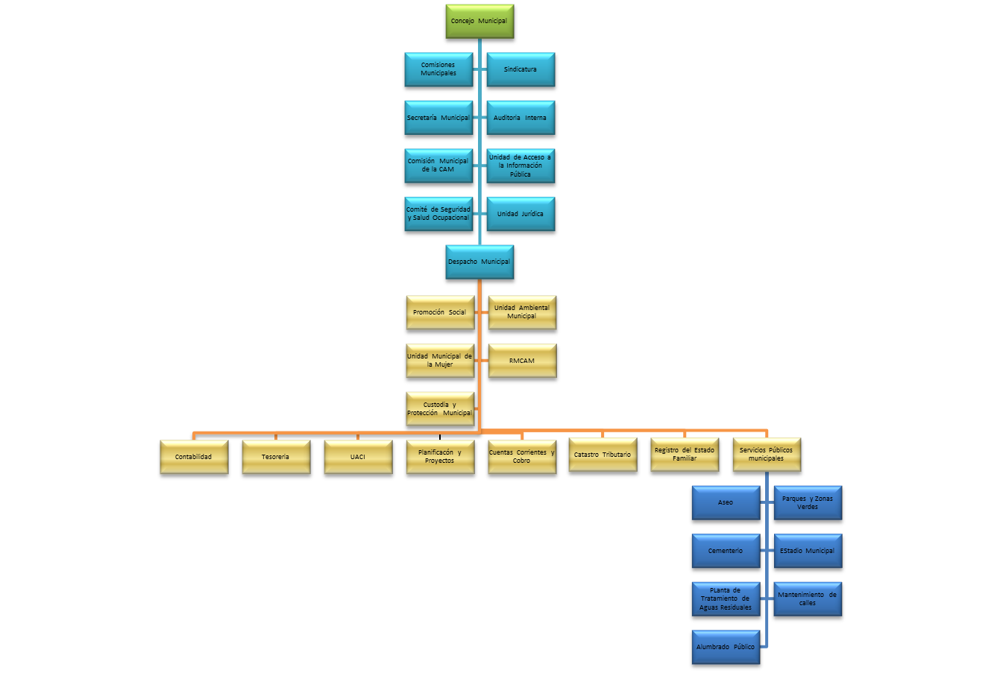 Concejo Municipal
Comisiones
Municipales
Sindicatura
Secretaría Municipal
Auditoria Interna
Comisión Municipal
de la CAM
Unidad de Acceso a
la Información
Pública
Comité de Seguridad
y Salud Ocupacional
Unidad Jurídica
Despacho Municipal
Promoción Social
Unidad Ambiental
Municipal
Unidad Municipal de
la Mujer
RMCAM
Custodia y
Protección Municipal
Contabilidad
Tesoreria
UACI
Planificacón y
Proyectos
Cuentas Corrientes y
Cobro
Catastro Tributario
Registro del Estado
Familiar
Servicios Públicos
municipales
Aseo
Parques y Zonas
Verdes
Cementerio
EStadio Municipal
PLanta de
Tratamiento de
Aguas Residuales
Mantenimiento de
calles
Alumbrado Público